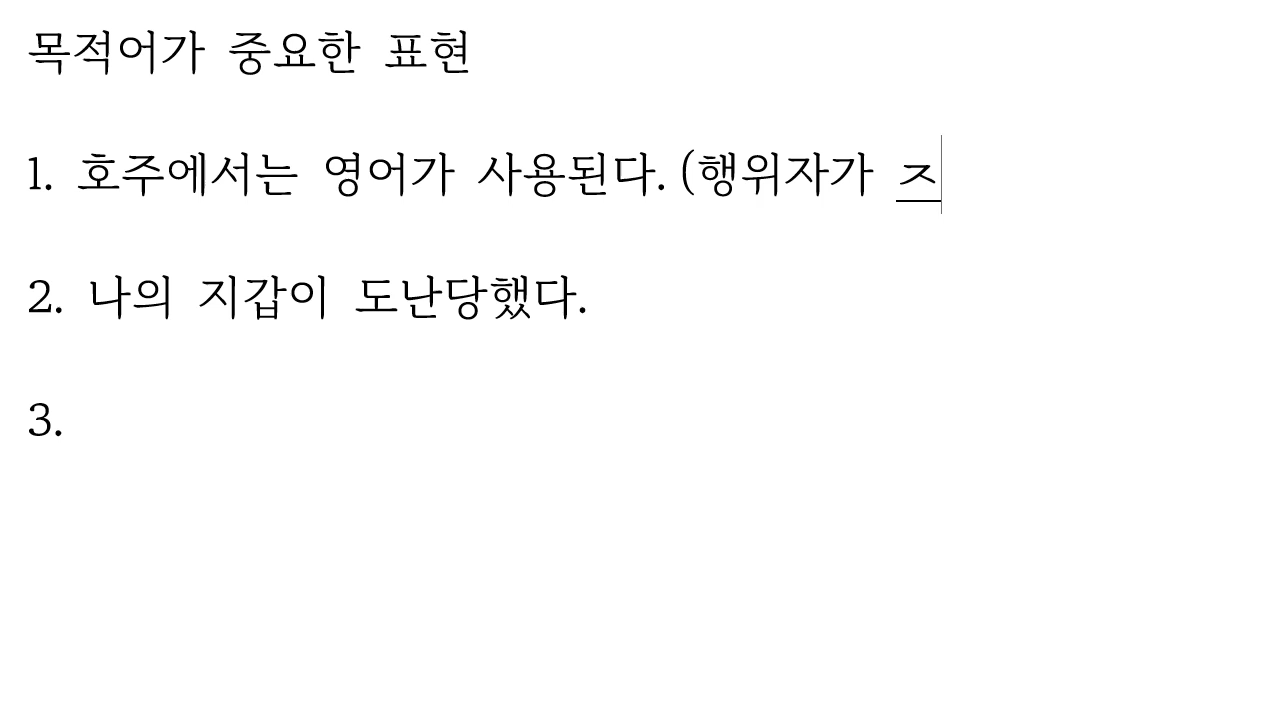 목적어가 중요한 표현
1. 호주에서는 영어가 사용된다. (행위자가 ㅈ
2. 나의 지갑이 도난당했다.
3.